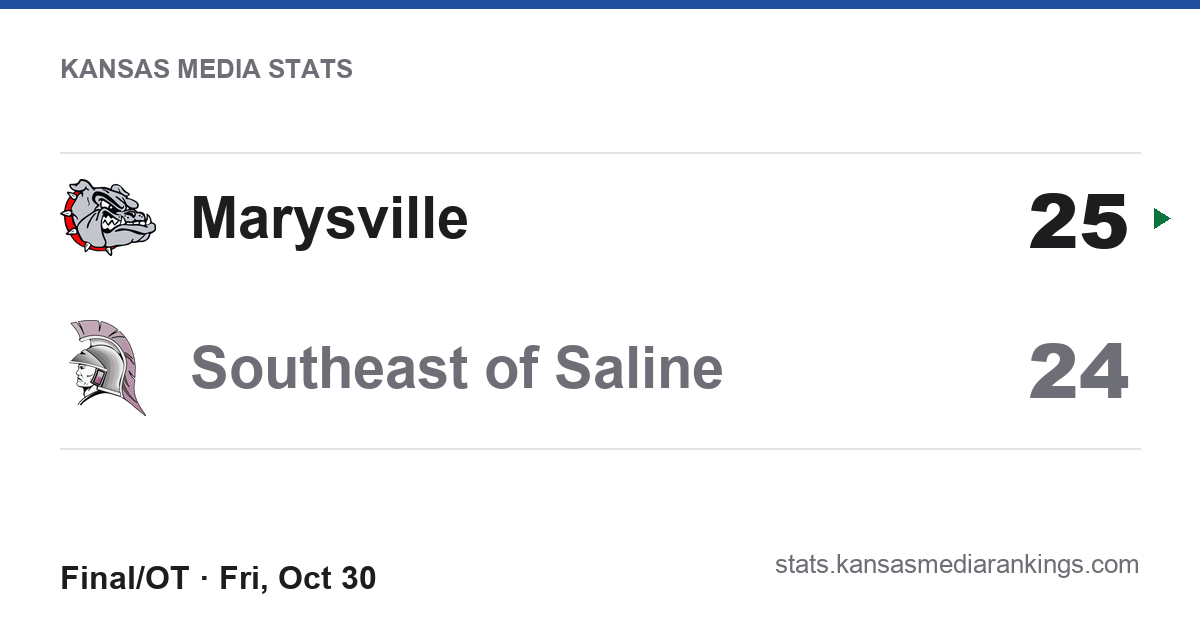 KANSAS MEDIA STATS
Marysville 25
Southeast of Saline 24
Final/OT · Fri, Oct 30
stats.kansasmediarankings.com